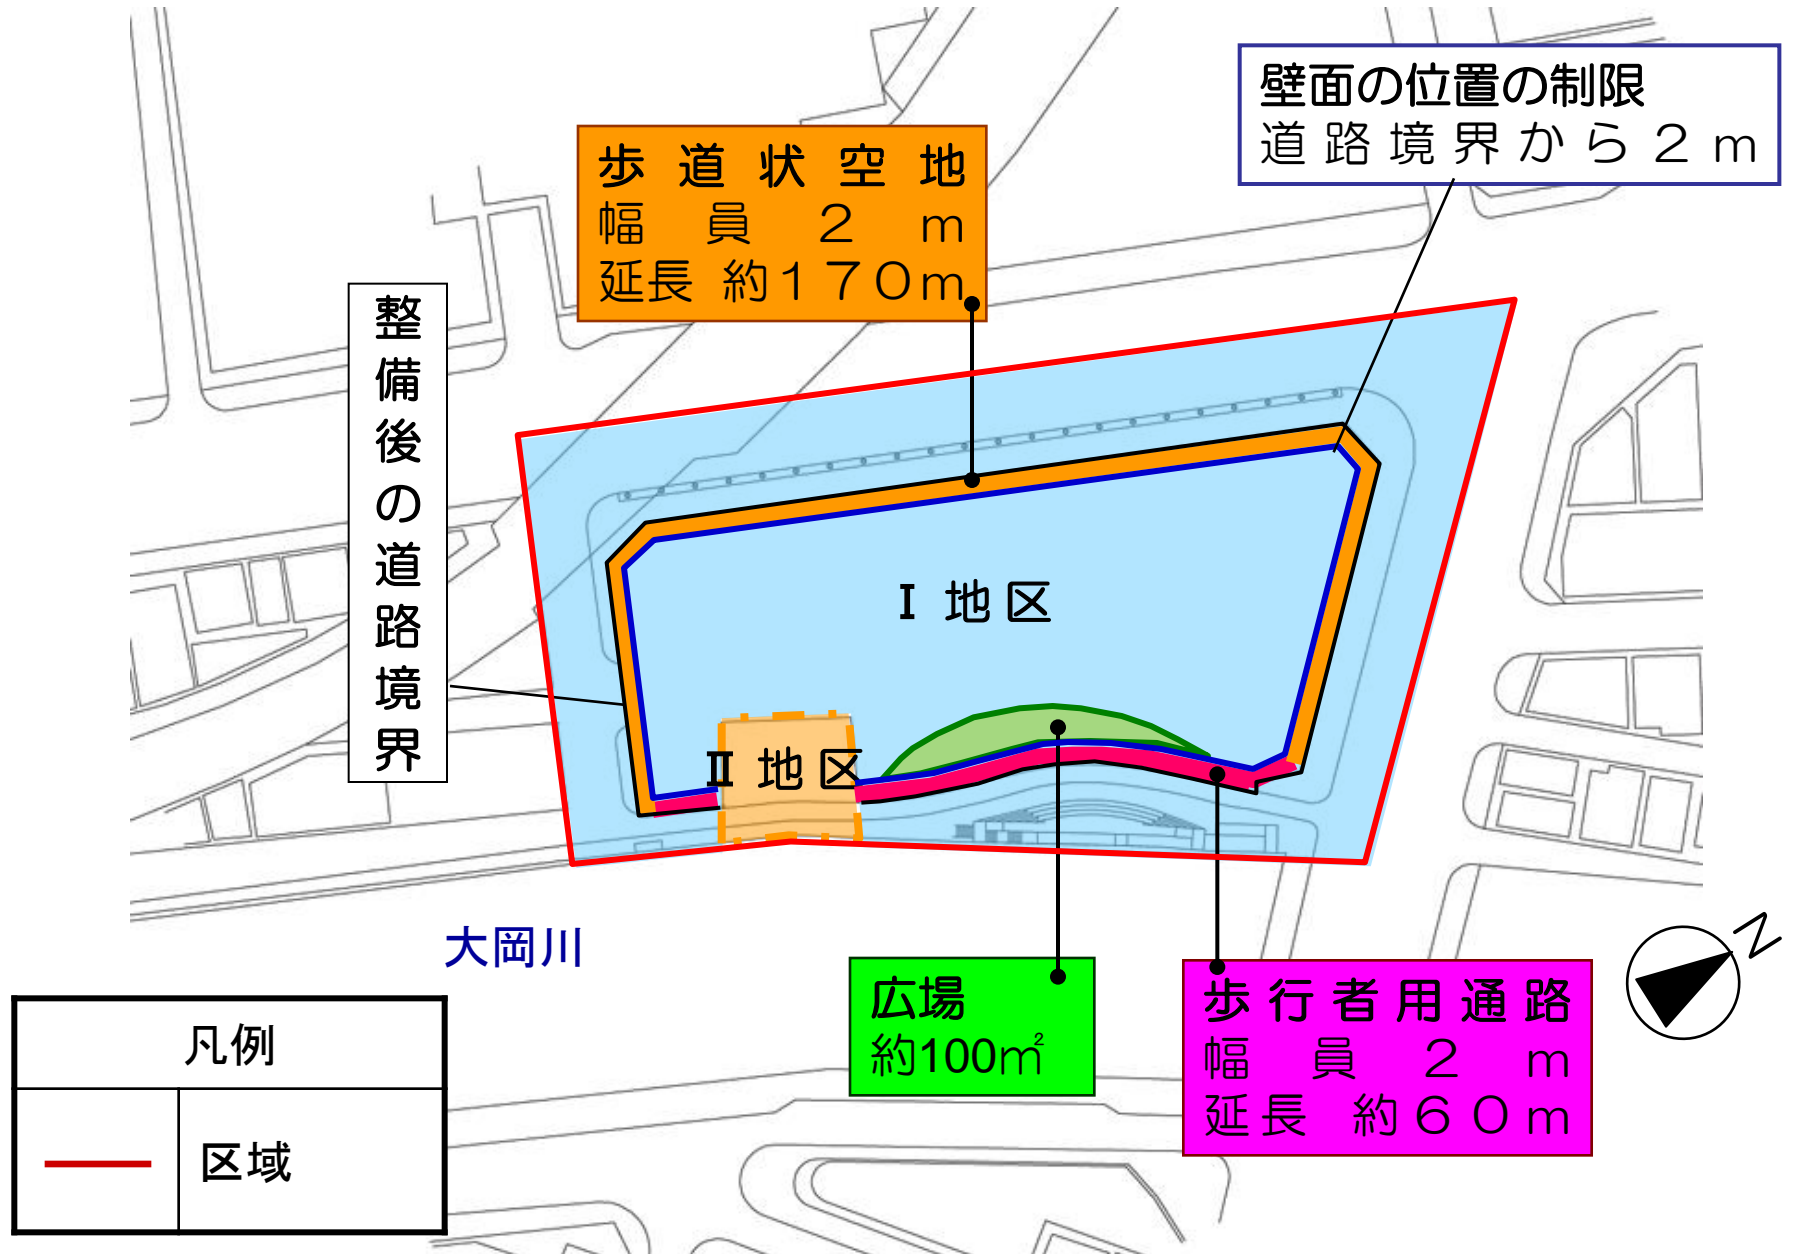 壁面の位置の制限
道路境界から２ｍ
歩道状空地
幅員２ｍ
延長 約１７０ｍ
整備後の道路境界
Ⅰ 地区
Ⅱ 地区
大岡川
広場
約100㎡
歩行者用通路
幅員２ｍ
延長 約６０ｍ
N
凡例
区域